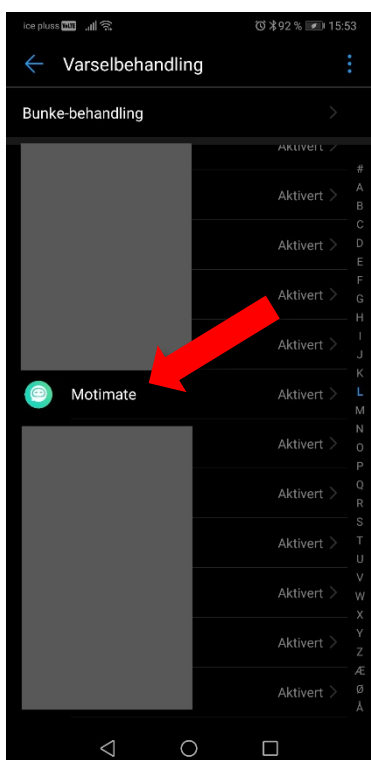 ice pluss VoLTE 92 % 15:53
Varselbehandling
Bunke-behandling
Aktivert
Aktivert
Aktivert
Aktivert
Aktivert
Motimate Aktivert
Aktivert
Aktivert
Aktivert
Aktivert
Aktivert
Aktivert
#
A
B
C
D
E
F
G
H
I
J
K
L
M
N
O
P
Q
R
S
T
U
V
W
X
Y
Z
Æ
Ø
Å